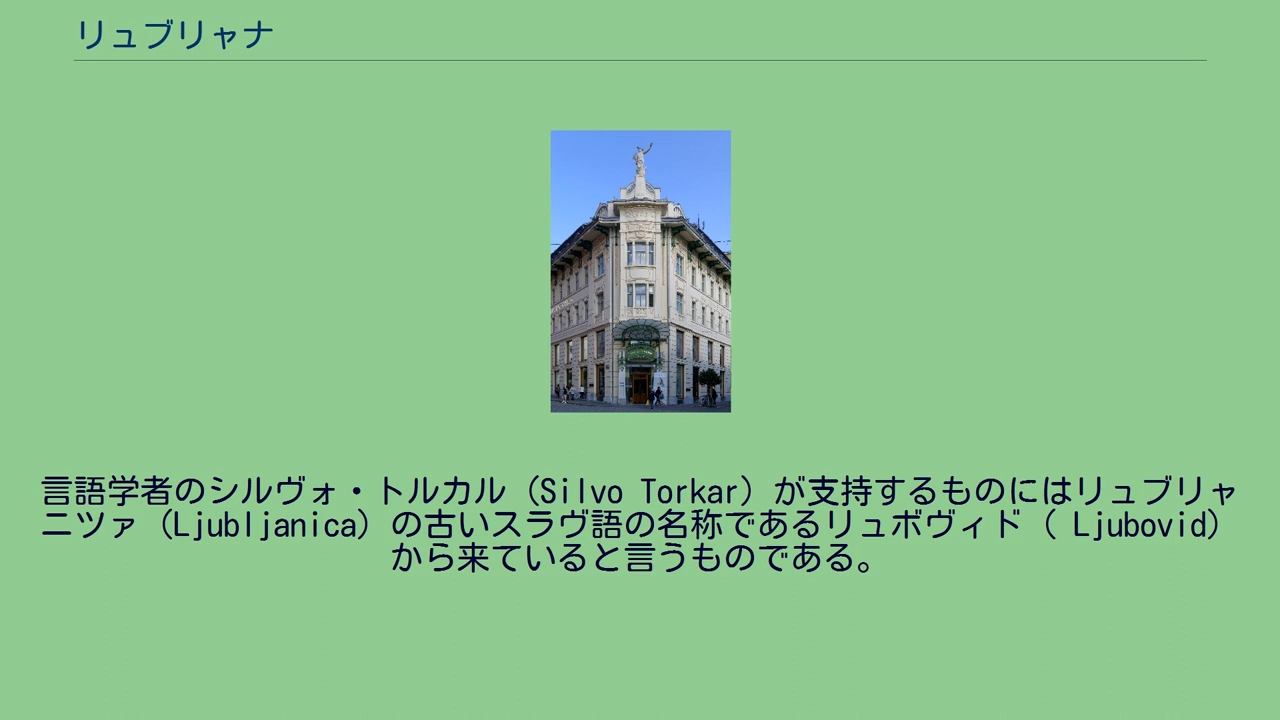 リュブリャナ
言語学者のシルヴォ・トルカル（Silvo Torkar）が支持するものにはリュブリャ
ニツァ（Ljubljanica）の古いスラヴ語の名称であるリュボヴィド（ Ljubovid）
から来ていると言うものである。